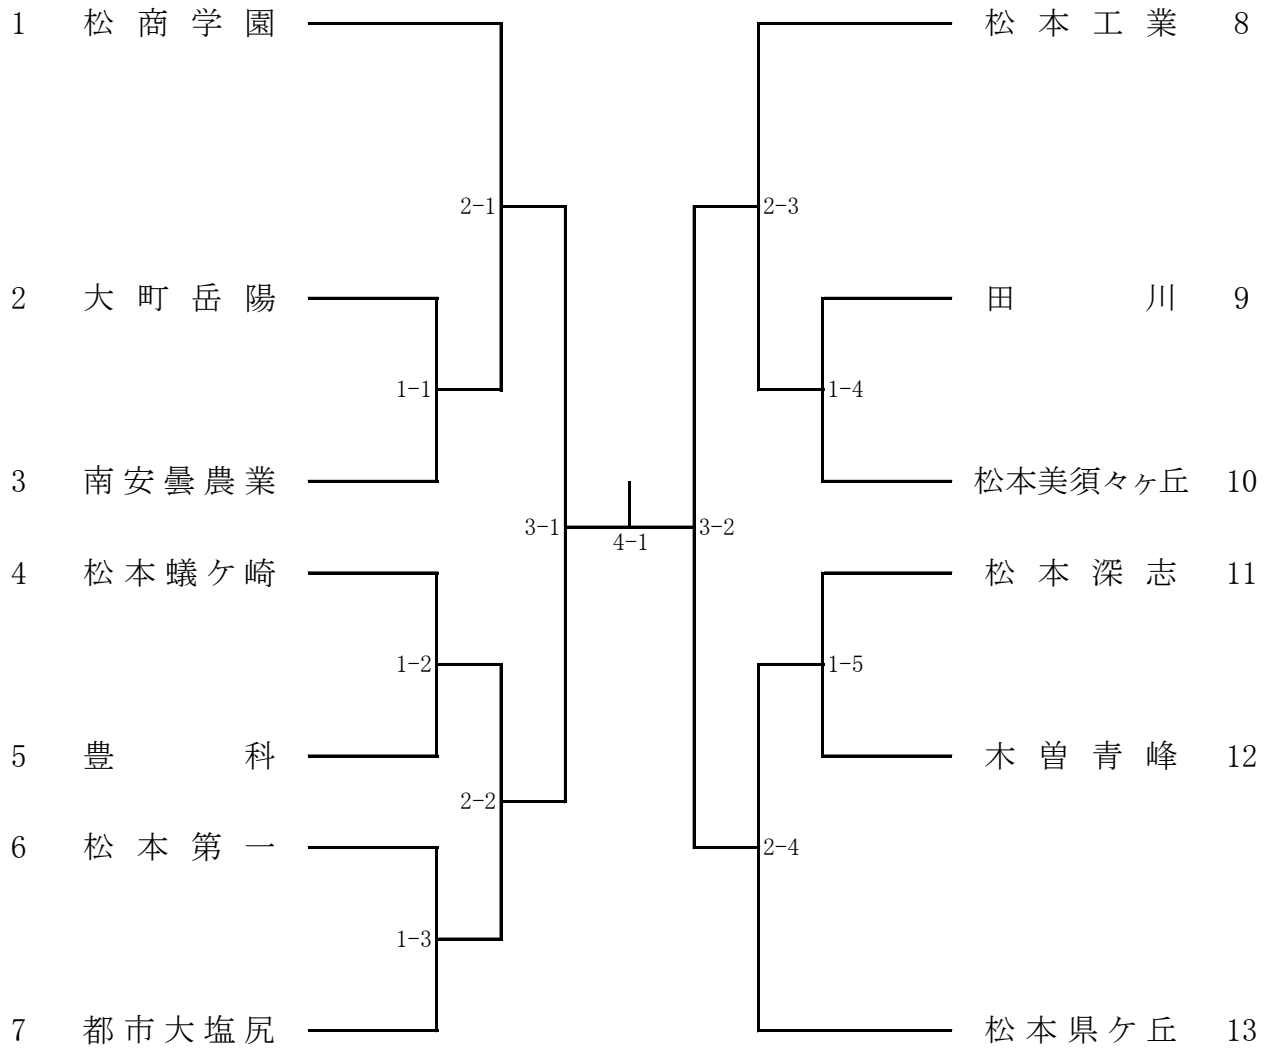 1 松商学園
松本工業 8
2-1
2-3
2 大町岳陽
田川 9
1-1
1-4
3 南安曇農業
松本美須々ヶ丘 10
3-1
4-1
3-2
4 松本蟻ケ崎
松本深志 11
1-2
1-5
5 豊科
木曽青峰 12
2-2
6 松本第一
2-4
1-3
7 都市大塩尻
松本県ケ丘 13